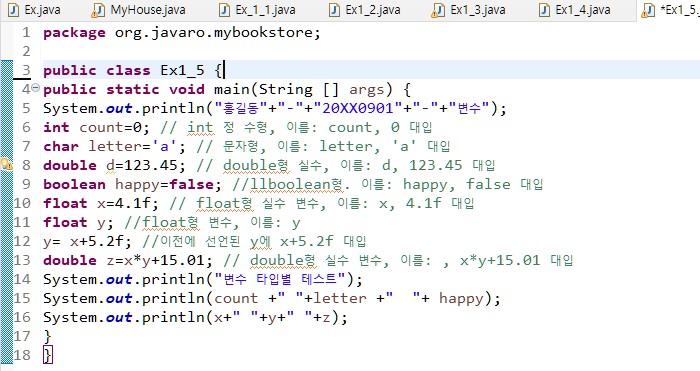 Ex.java MyHouse.java Ex_1_1.java Ex1_2.java Ex1_3.java Ex1_4.java *Ex1_5.
1 package org.javaro.mybookstore;
2
3 public class Ex1_5 {
4 public static void main(String [] args) {
5 System.out.println("홍길동"+"-"+"20XX0901"+"-"+"변수");
6 int count=0; // int 정 수형, 이름: count, 0 대입
7 char letter='a'; // 문자형, 이름: letter, 'a' 대입
8 double d=123.45; // double형 실수, 이름: d, 123.45 대입
9 boolean happy=false; //llboolean형. 이름: happy, false 대입
10 float x=4.1f; // float형 실수 변수, 이름: x, 4.1f 대입
11 float y; //float형 변수, 이름: y
12 y= x+5.2f; //이전에 선언된 y에 x+5.2f 대입
13 double z=x*y+15.01; // double형 실수 변수, 이름: , x*y+15.01 대입
14 System.out.println("변수 타입별 테스트");
15 System.out.println(count +" "+letter +"  "+ happy);
16 System.out.println(x+" "+y+" "+z);
17 }
18 }